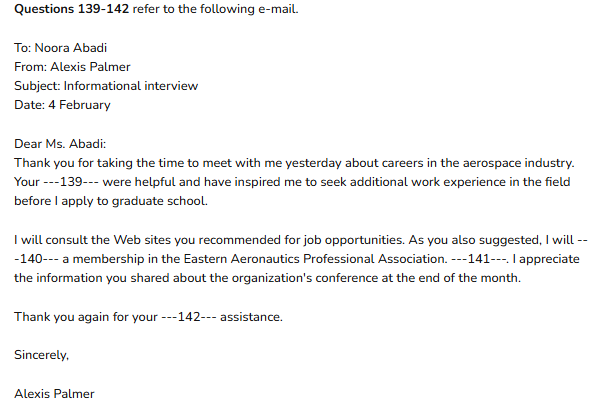 Questions 139-142 refer to the following e-mail.
To: Noora Abadi
From: Alexis Palmer
Subject: Informational interview
Date: 4 February
Dear Ms. Abadi:
Thank you for taking the time to meet with me yesterday about careers in the aerospace industry.
Your ---139--- were helpful and have inspired me to seek additional work experience in the field
before I apply to graduate school.
I will consult the Web sites you recommended for job opportunities. As you also suggested, I will --
-140--- a membership in the Eastern Aeronautics Professional Association. ---141---. I appreciate
the information you shared about the organization's conference at the end of the month.
Thank you again for your ---142--- assistance.
Sincerely,
Alexis Palmer